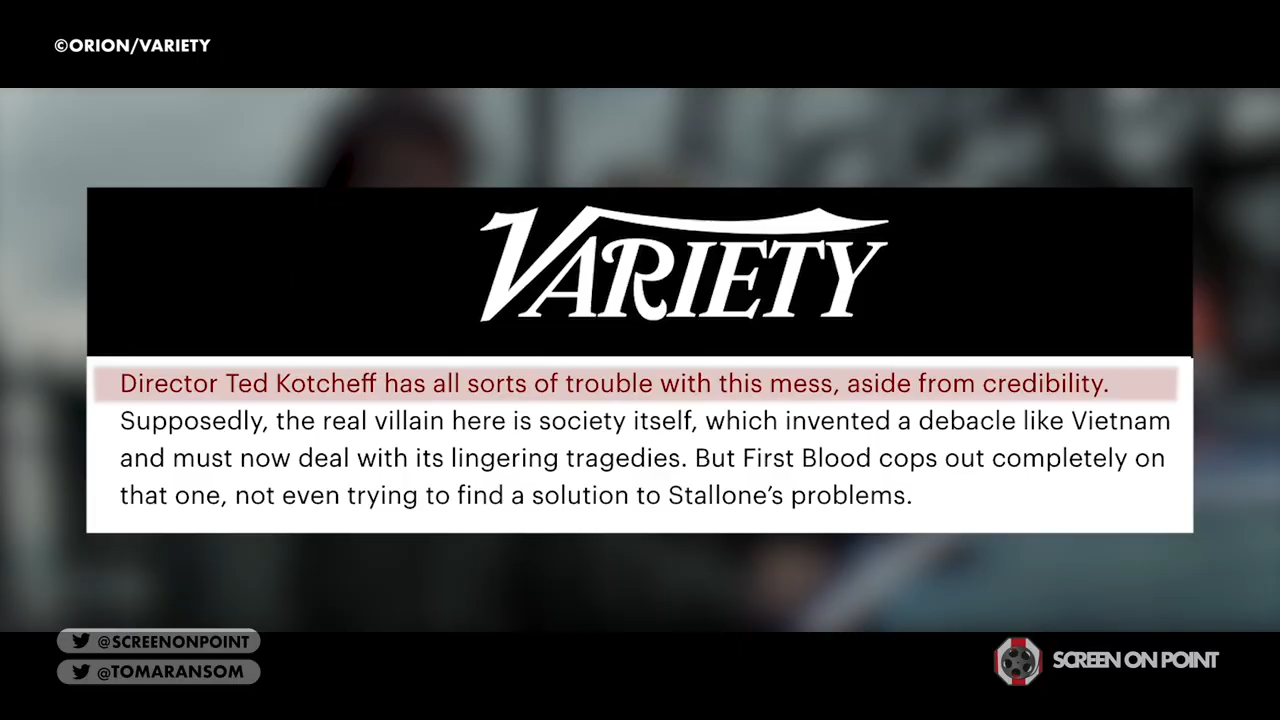 ©ORION/VARIETY
VARIETY
Director Ted Kotcheff has all sorts of trouble with this mess, aside from credibility.
Supposedly, the real villain here is society itself, which invented a debacle like Vietnam
and must now deal with its lingering tragedies. But First Blood cops out completely on
that one, not even trying to find a solution to Stallone’s problems.
@SCREENONPOINT
@TOMARANSOM
SCREEN ON POINT